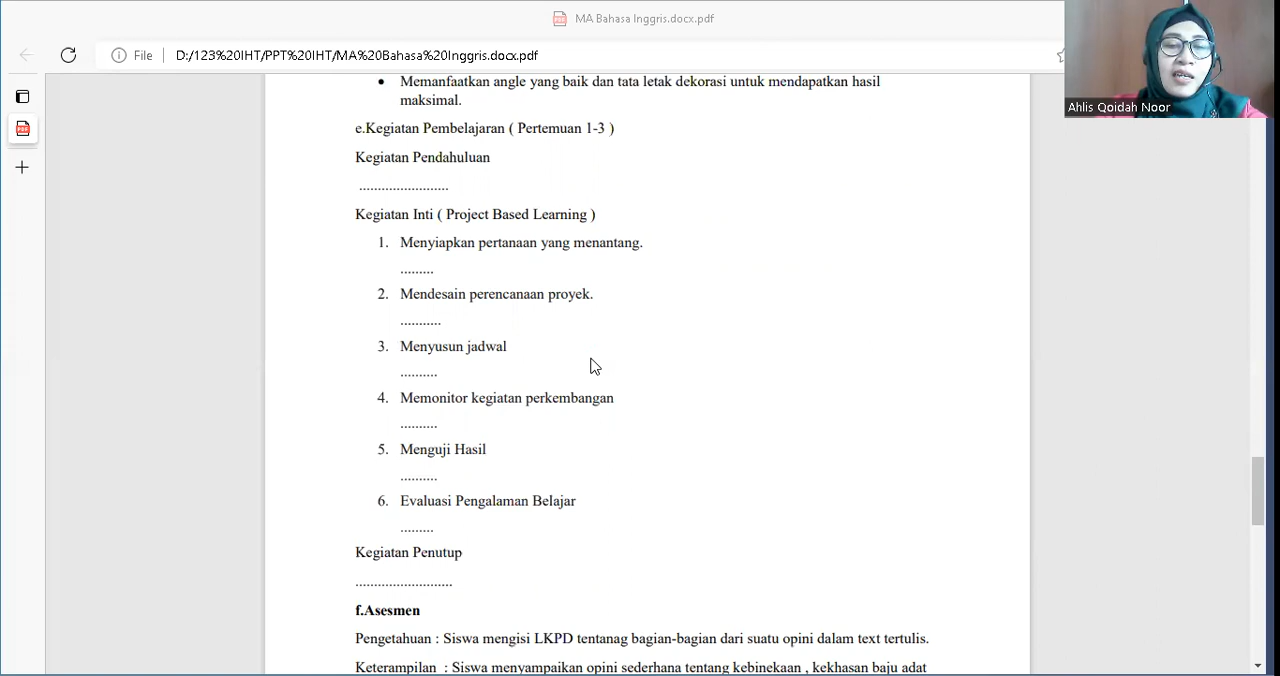 MA Bahasa Inggris.docx.pdf
File
D:/123%20IHT/PPT%20IHT/MA%20Bahasa%20Inggris.docx.pdf
Ahlis Qoidah Noor
• Memanfaatkan angle yang baik dan tata letak dekorasi untuk mendapatkan hasil
maksimal.
e.Kegiatan Pembelajaran ( Pertemuan 1-3 )
Kegiatan Pendahuluan
........................
Kegiatan Inti ( Project Based Learning )
1. Menyiapkan pertanaan yang menantang.
.........
2. Mendesain perencanaan proyek.
...........
3. Menyusun jadwal
..........
4. Memonitor kegiatan perkembangan
..........
5. Menguji Hasil
..........
6. Evaluasi Pengalaman Belajar
.........
Kegiatan Penutup
..........................
f.Asesmen
Pengetahuan : Siswa mengisi LKPD tentanag bagian-bagian dari suatu opini dalam text tertulis.
Keterampilan : Siswa menyampaikan opini sederhana tentang kebinekaan , kekhasan baju adat